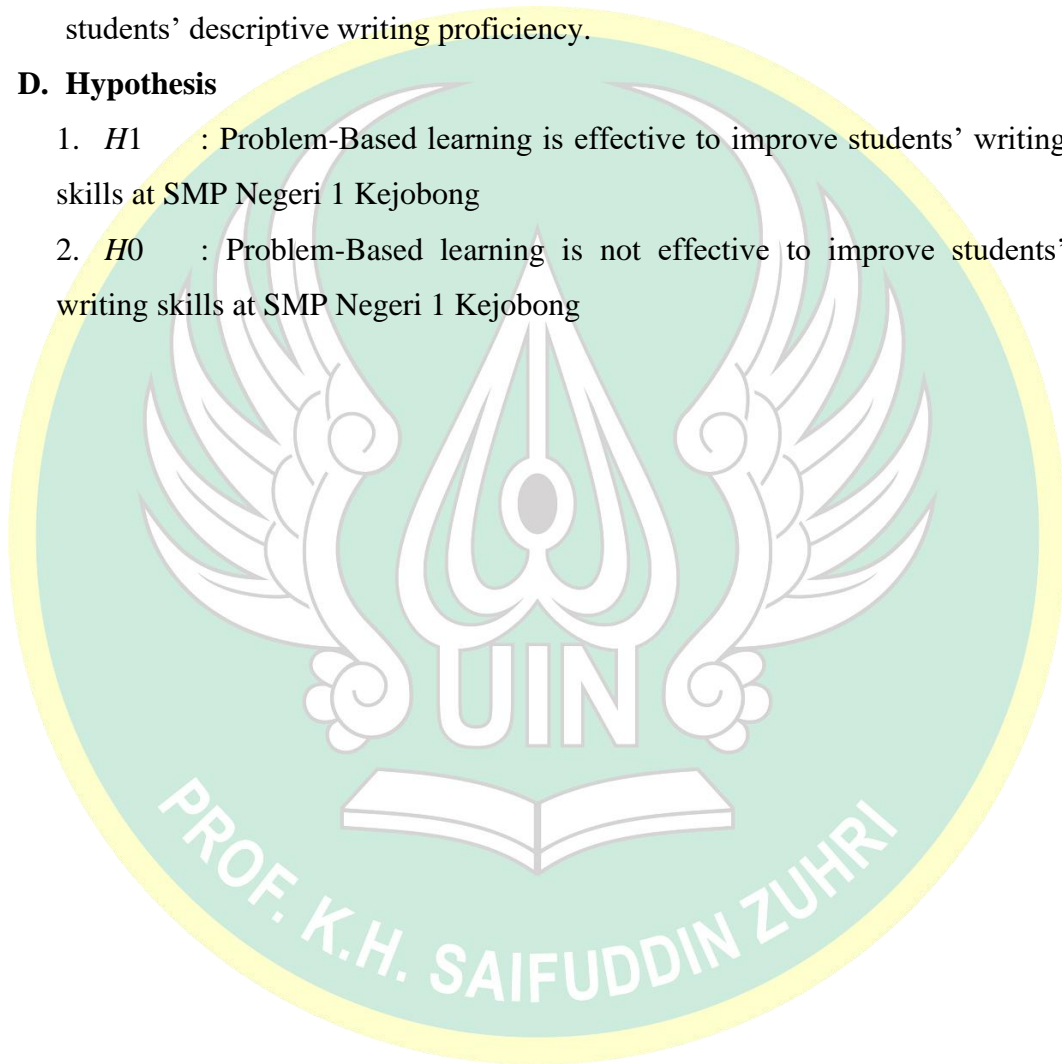 students’ descriptive writing proficiency.
D. Hypothesis
1. H1 : Problem-Based learning is effective to improve students’ writing
skills at SMP Negeri 1 Kejobong
2. H0 : Problem-Based learning is not effective to improve students’
writing skills at SMP Negeri 1 Kejobong
UIN
PROF. K.H. SAIFUDDIN ZUHRI